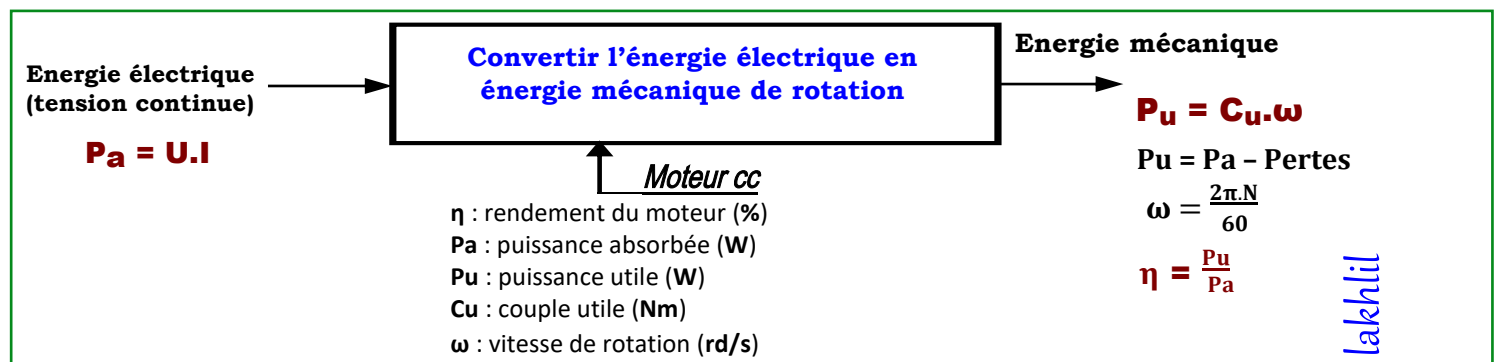 Energie électrique
(tension continue)
Pa = U.I
Convertir l’énergie électrique en
énergie mécanique de rotation
Moteur cc
Energie mécanique
Pu = Cu.ω
Pu = Pa – Pertes
ω = 2π.N/60
η = Pu/Pa
η : rendement du moteur (%)
Pa : puissance absorbée (W)
Pu : puissance utile (W)
Cu : couple utile (Nm)
ω : vitesse de rotation (rd/s)
lakhlil